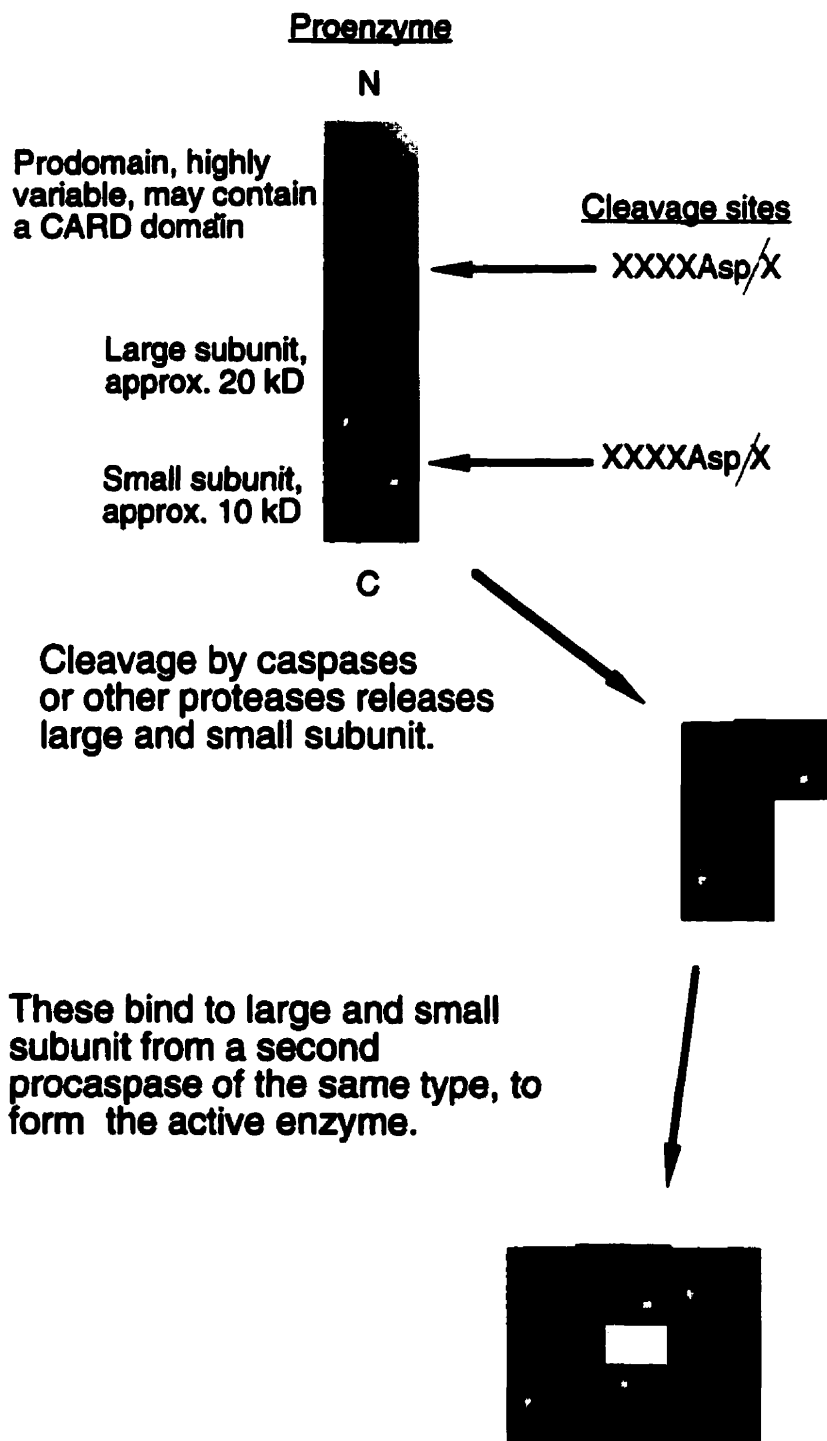 Proenzyme
N
Prodomain, highly
variable, may contain
a CARD domain
Cleavage sites
XXXXAsp/X
Large subunit,
approx. 20 kD
XXXXAsp/X
Small subunit,
approx. 10 kD
C
Cleavage by caspases
or other proteases releases
large and small subunit.
These bind to large and small
subunit from a second
procaspase of the same type, to
form the active enzyme.